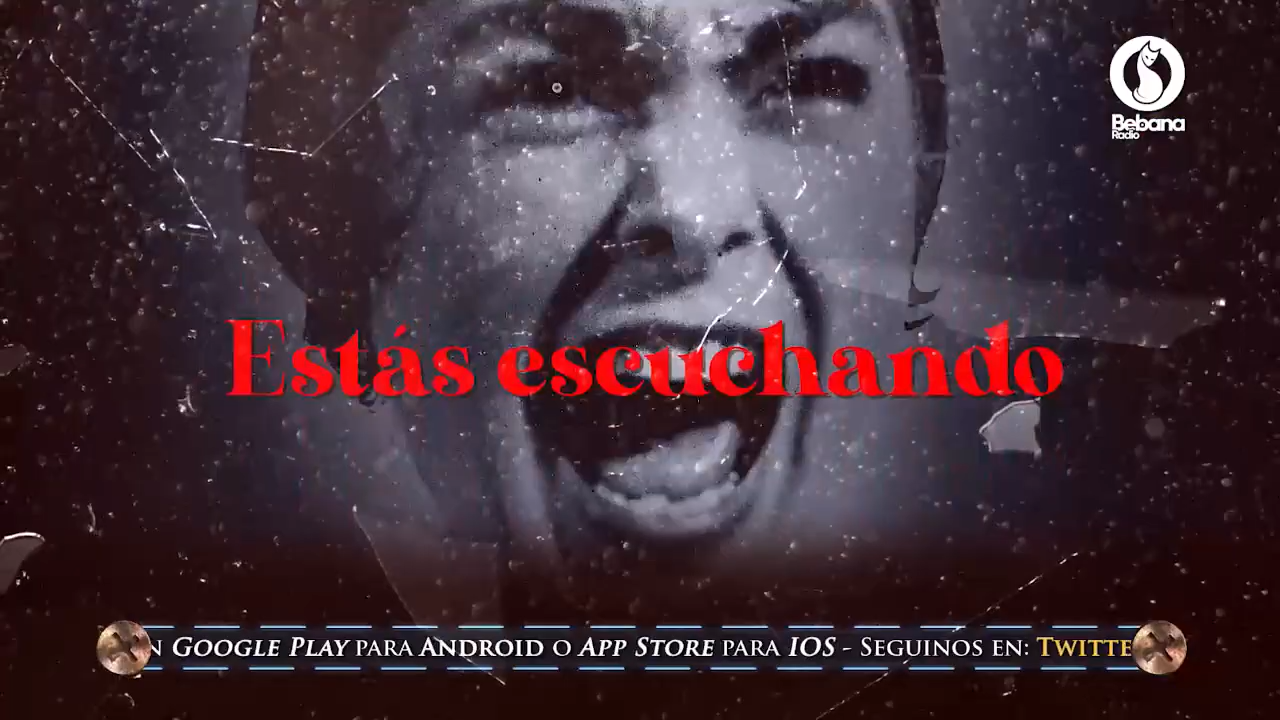 Bebana
Radio
Estás escuchando
N GOOGLE PLAY PARA ANDROID O APP STORE PARA IOS - SEGUINOS EN: TWITTE